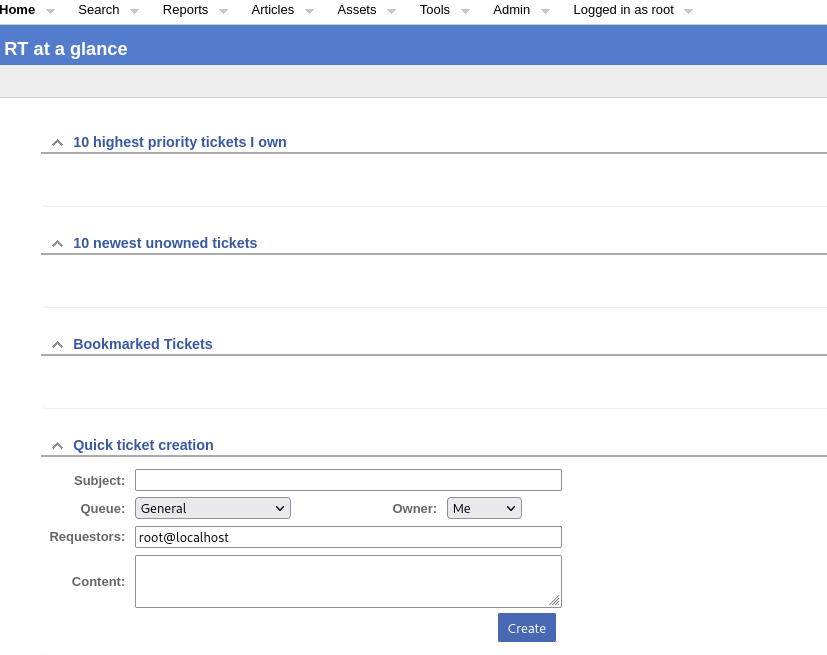 Home Search Reports Articles Assets Tools Admin Logged in as root
RT at a glance
10 highest priority tickets I own
10 newest unowned tickets
Bookmarked Tickets
Quick ticket creation
Subject:
Queue: General Owner: Me
Requestors: root@localhost
Content:
Create